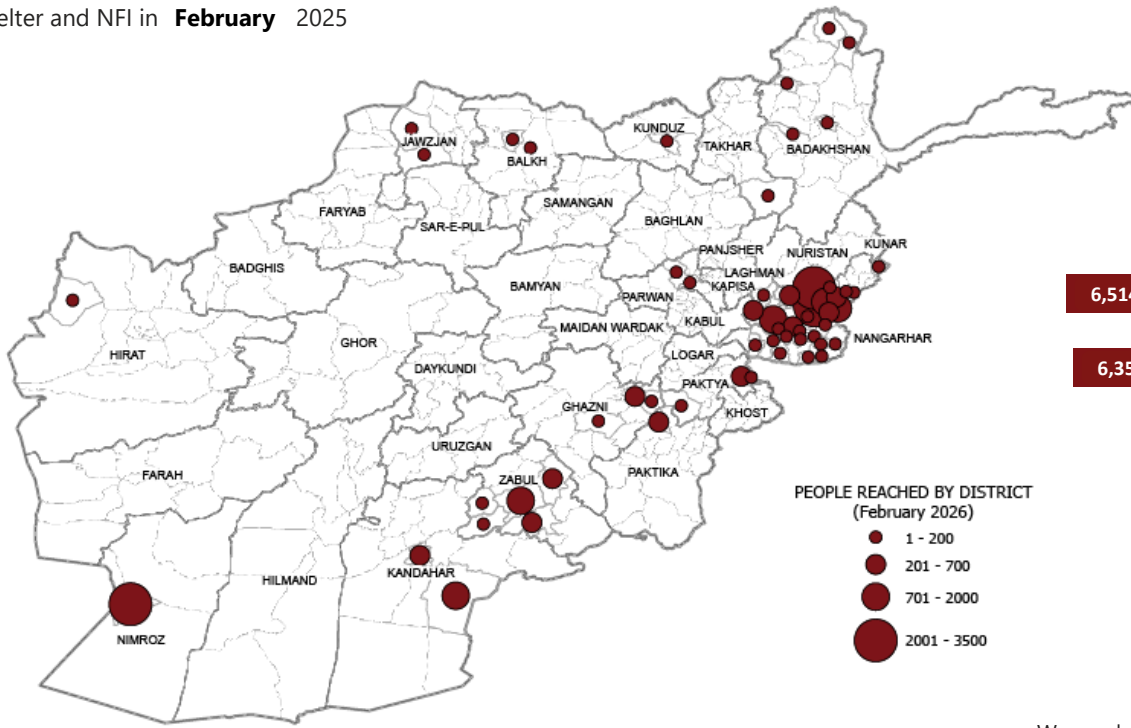 elter and NFI in February 2025
JAWZJAN
BALKH
KUNDUZ
TAKHAR
BADAKHSHAN
FARYAB
SAR-E-PUL
SAMANGAN
BAGHLAN
PANJSHER
NURISTAN
KUNAR
BADGHIS
BAMYAN
PARWAN
KAPISA
LAGHMAN
6,514
HIRAT
GHOR
MAIDAN WARDAK
KABUL
NANGARHAR
LOGAR
6,35
DAYKUNDI
PAKTYA
GHAZNI
KHOST
URUZGAN
FARAH
ZABUL
PAKTIKA
PEOPLE REACHED BY DISTRICT
(February 2026)
1 - 200
201 - 700
701 - 2000
2001 - 3500
HILMAND
KANDAHAR
NIMROZ